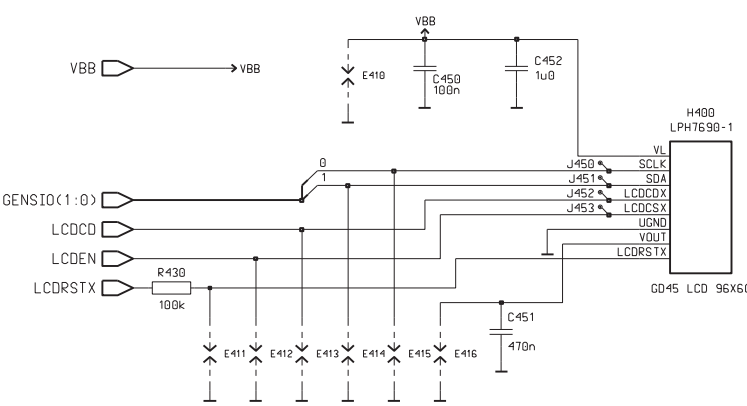 VBB
VBB
VBB
E410
C450
100n
C452
1u0
H400
LPH7690-1
VL
0
J450
SCLK
1
J451
SDA
GENSIO(1:0)
J452
LCDCDX
J453
LCDCSX
LCDCD
UGND
VOUT
LCDEN
LCDRSTX
R430
LCDRSTX
100k
GD45 LCD 96X60
C451
470n
E411
E412
E413
E414
E415
E416